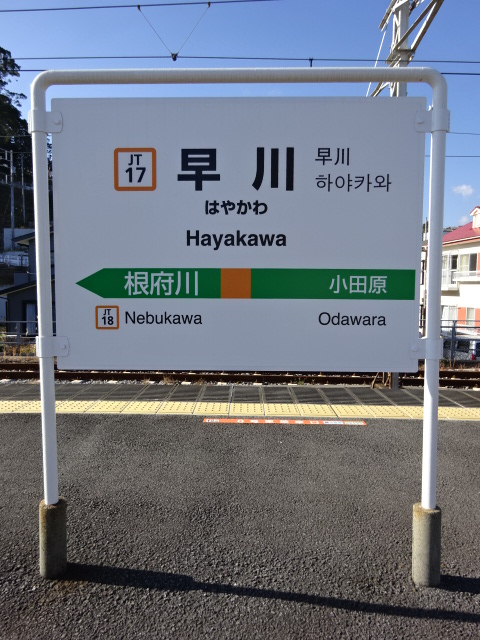 JT
17
早川
早川
하야카와
はやかわ
Hayakawa
根府川
小田原
JT
18
Nebukawa
Odawara